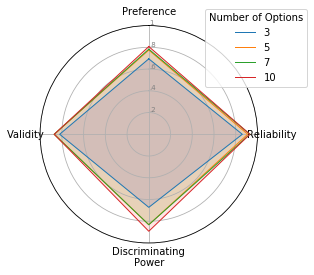 Preference
Number of Options
3
5
7
10
1
.8
.6
.4
.2
Validity
Reliability
Discriminating
Power